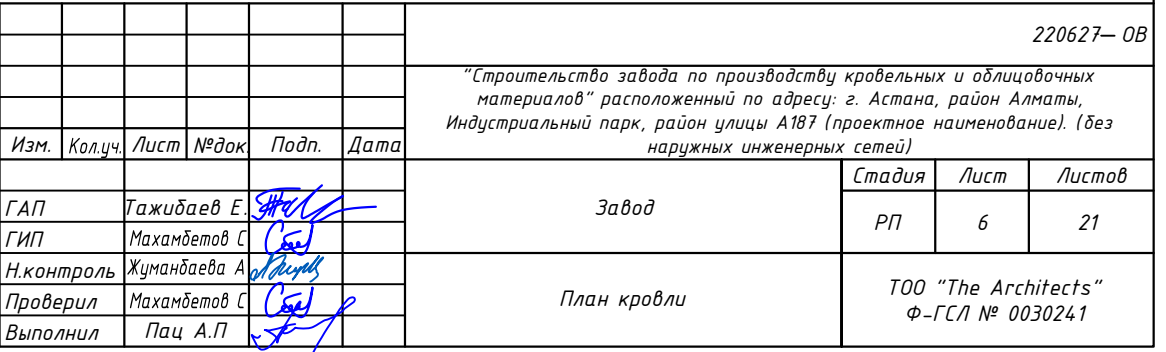 220627— ОВ
"Строительство завода по производству кровельных и облицовочных
материалов" расположенный по адресу: г. Астана, район Алматы,
Индустриальный парк, район улицы А187 (проектное наименование). (без
наружных инженерных сетей)
Изм. Кол.уч. Лист №док. Подп. Дата
Стадия Лист Листов
ГАП Тажибаев Е.
Завод
РП 6 21
ГИП Махамбетов С
Н.контроль Жуманбаева А
Проверил Махамбетов С
Выполнил Пац А.П
План кровли
ТОО "The Architects"
Ф-ГСЛ № 0030241